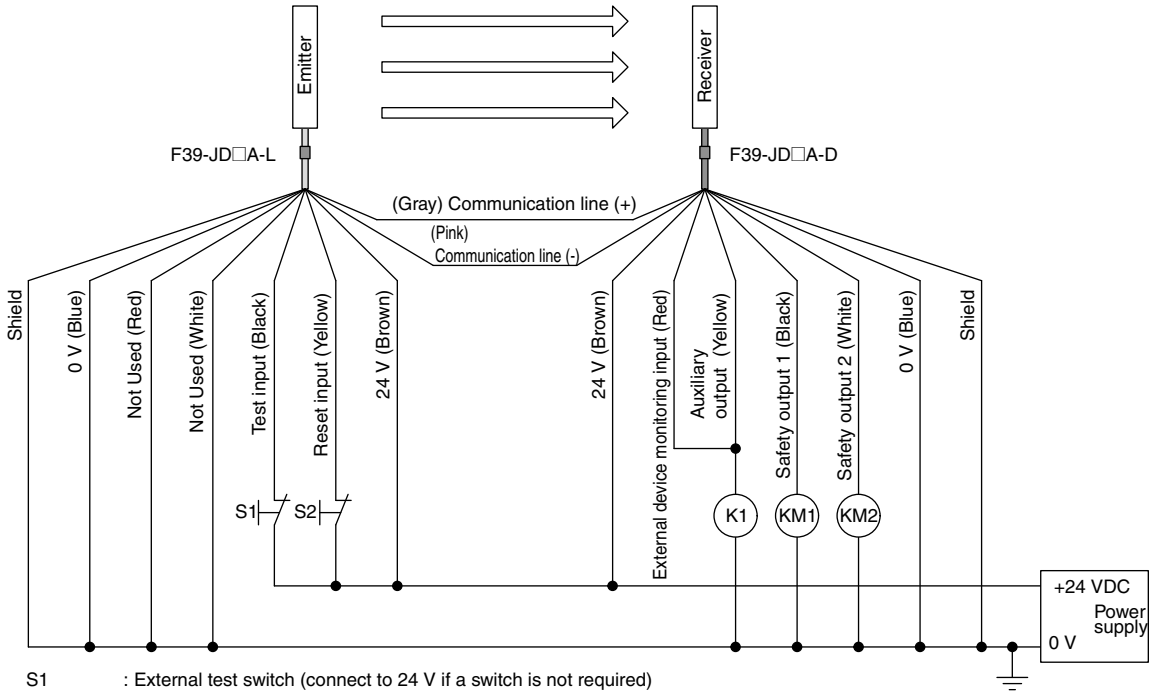 Emitter
Receiver
F39-JD□A-L
F39-JD□A-D
(Gray) Communication line (+)
(Pink)
Communication line (-)
Shield
0 V (Blue)
Not Used (Red)
Not Used (White)
Test input (Black)
Reset input (Yellow)
24 V (Brown)
24 V (Brown)
External device monitoring input (Red)
Auxiliary
output (Yellow)
Safety output 1 (Black)
Safety output 2 (White)
0 V (Blue)
Shield
S1
S2
K1
KM1
KM2
+24 VDC
Power
supply
0 V
S1 : External test switch (connect to 24 V if a switch is not required)